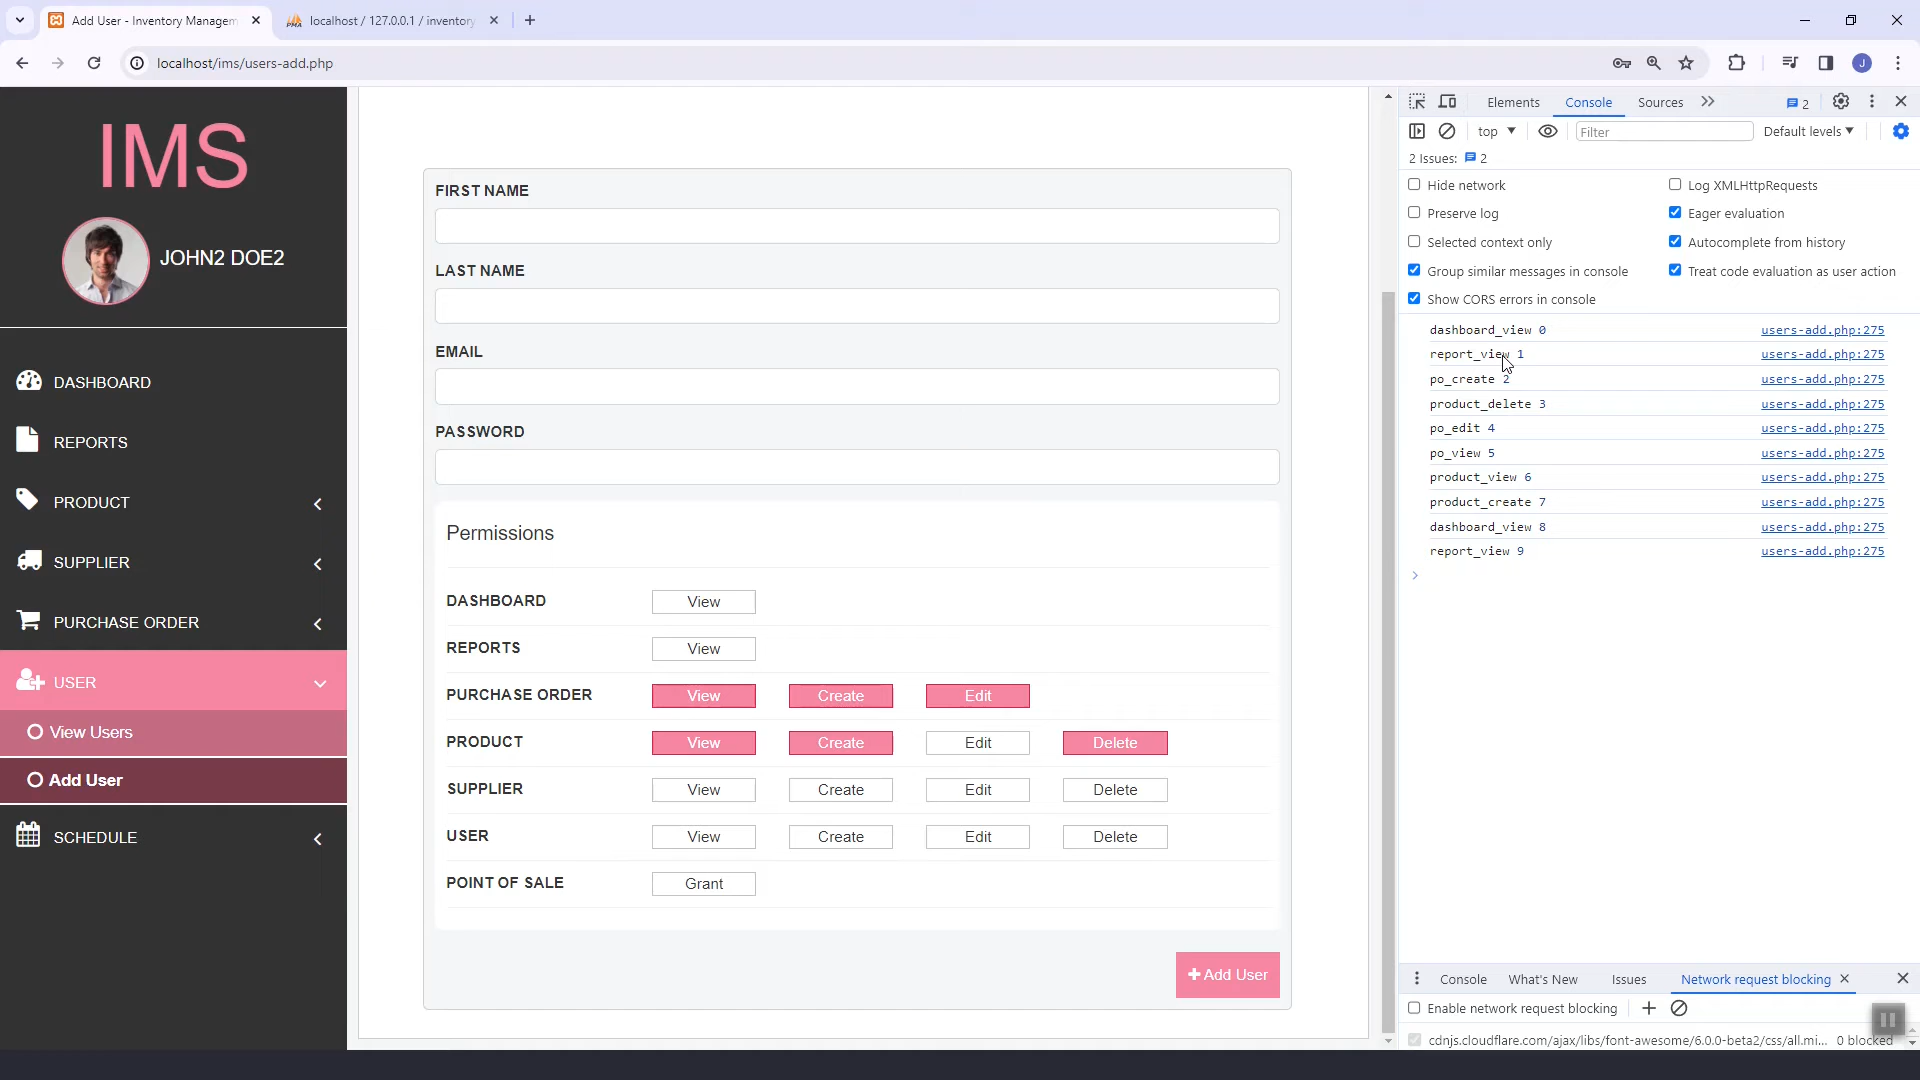 Add User - Inventory Managem
localhost / 127.0.0.1 / inventory
localhost/ims/users-add.php
J
IMS
JOHN2 DOE2
DASHBOARD
REPORTS
PRODUCT
SUPPLIER
PURCHASE ORDER
USER
View Users
Add User
SCHEDULE
FIRST NAME
LAST NAME
EMAIL
PASSWORD
Permissions
DASHBOARD View
REPORTS View
PURCHASE ORDER View Create Edit
PRODUCT View Create Edit Delete
SUPPLIER View Create Edit Delete
USER View Create Edit Delete
POINT OF SALE Grant
+ Add User
Elements Console Sources 2
top Filter Default levels
2 Issues: 2
Hide network Log XMLHttpRequests
Preserve log Eager evaluation
Selected context only Autocomplete from history
Group similar messages in console Treat code evaluation as user action
Show CORS errors in console
dashboard_view 0 users-add.php:275
report_view 1 users-add.php:275
po_create 2 users-add.php:275
product_delete 3 users-add.php:275
po_edit 4 users-add.php:275
po_view 5 users-add.php:275
product_view 6 users-add.php:275
product_create 7 users-add.php:275
dashboard_view 8 users-add.php:275
report_view 9 users-add.php:275
Console What's New Issues Network request blocking
Enable network request blocking
cdnjs.cloudflare.com/ajax/libs/font-awesome/6.0.0-beta2/css/all.mi... 0 blocked